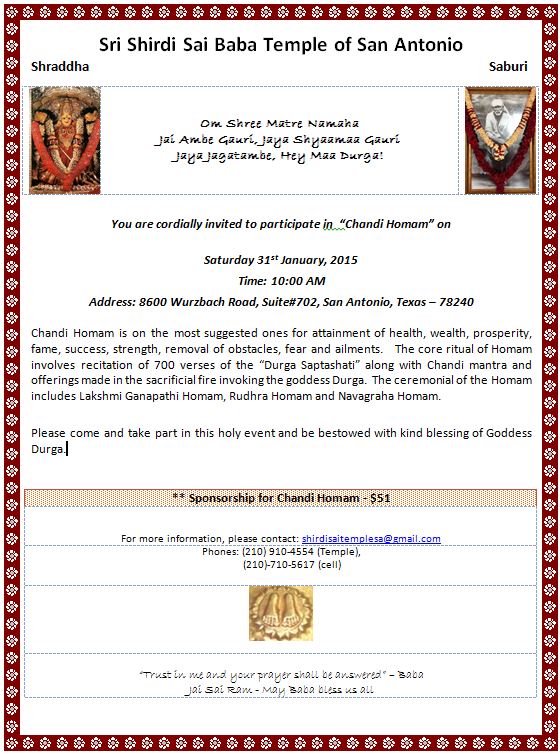 Sri Shirdi Sai Baba Temple of San Antonio
Shraddha Saburi
Om Shree Matre Namaha
Jai Ambe Gauri, Jaya Shyaamaa Gauri
Jaya Jagatambe, Hey Maa Durga!
You are cordially invited to participate in “Chandi Homam” on
Saturday 31st January, 2015
Time: 10:00 AM
Address: 8600 Wurzbach Road, Suite#702, San Antonio, Texas – 78240
Chandi Homam is on the most suggested ones for attainment of health, wealth, prosperity,
fame, success, strength, removal of obstacles, fear and ailments. The core ritual of Homam
involves recitation of 700 verses of the “Durga Saptashati” along with Chandi mantra and
offerings made in the sacrificial fire invoking the goddess Durga. The ceremonial of the Homam
includes Lakshmi Ganapathi Homam, Rudhra Homam and Navagraha Homam.
Please come and take part in this holy event and be bestowed with kind blessing of Goddess
Durga.
** Sponsorship for Chandi Homam - $51
For more information, please contact: shirdisaitemplesa@gmail.com
Phones: (210) 910-4554 (Temple),
(210)-710-5617 (cell)
“Trust in me and your prayer shall be answered” – Baba
Jai Sai Ram - May Baba bless us all